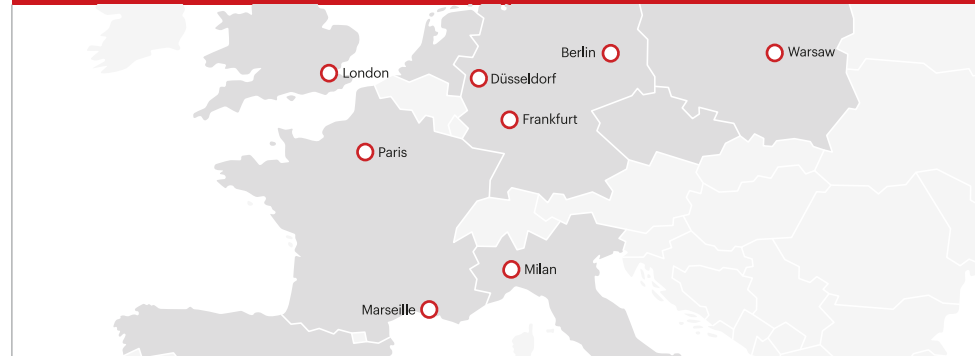 Berlin
Warsaw
London
Düsseldorf
Frankfurt
Paris
Milan
Marseille